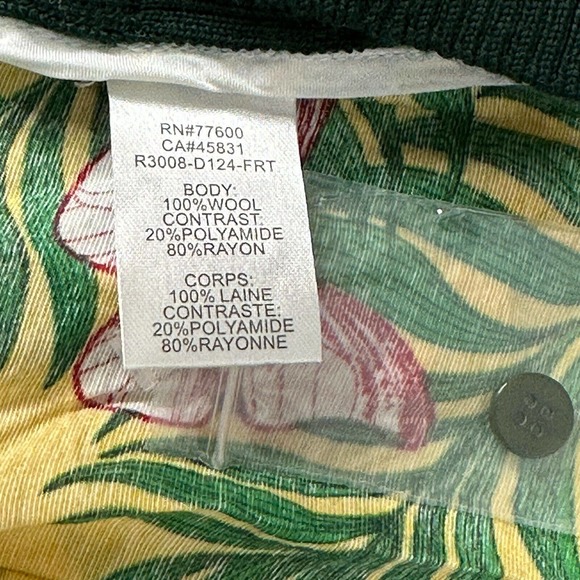 RN#77600
CA#45831
R3008-D124-FRT
BODY:
100%WOOL
CONTRAST:
20%POLYAMIDE
80%RAYON
CORPS:
100% LAINE
CONTRASTE:
20%POLYAMIDE
80%RAYONNE